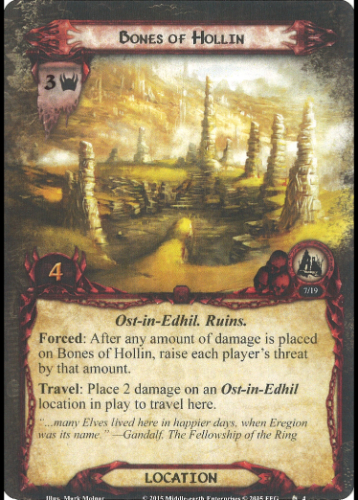 BONES OF HOLLIN
3
4
7/19
Ost-in-Edhil. Ruins.
Forced: After any amount of damage is placed
on Bones of Hollin, raise each player's threat
by that amount.
Travel: Place 2 damage on an Ost-in-Edhil
location in play to travel here.
"...many Elves lived here in happier days, when Eregion
was its name." —Gandalf, The Fellowship of the
Ring
LOCATION
Illus. Mark Molnar
© 2015 Middle-earth Enterprises © 2015 FFG
4